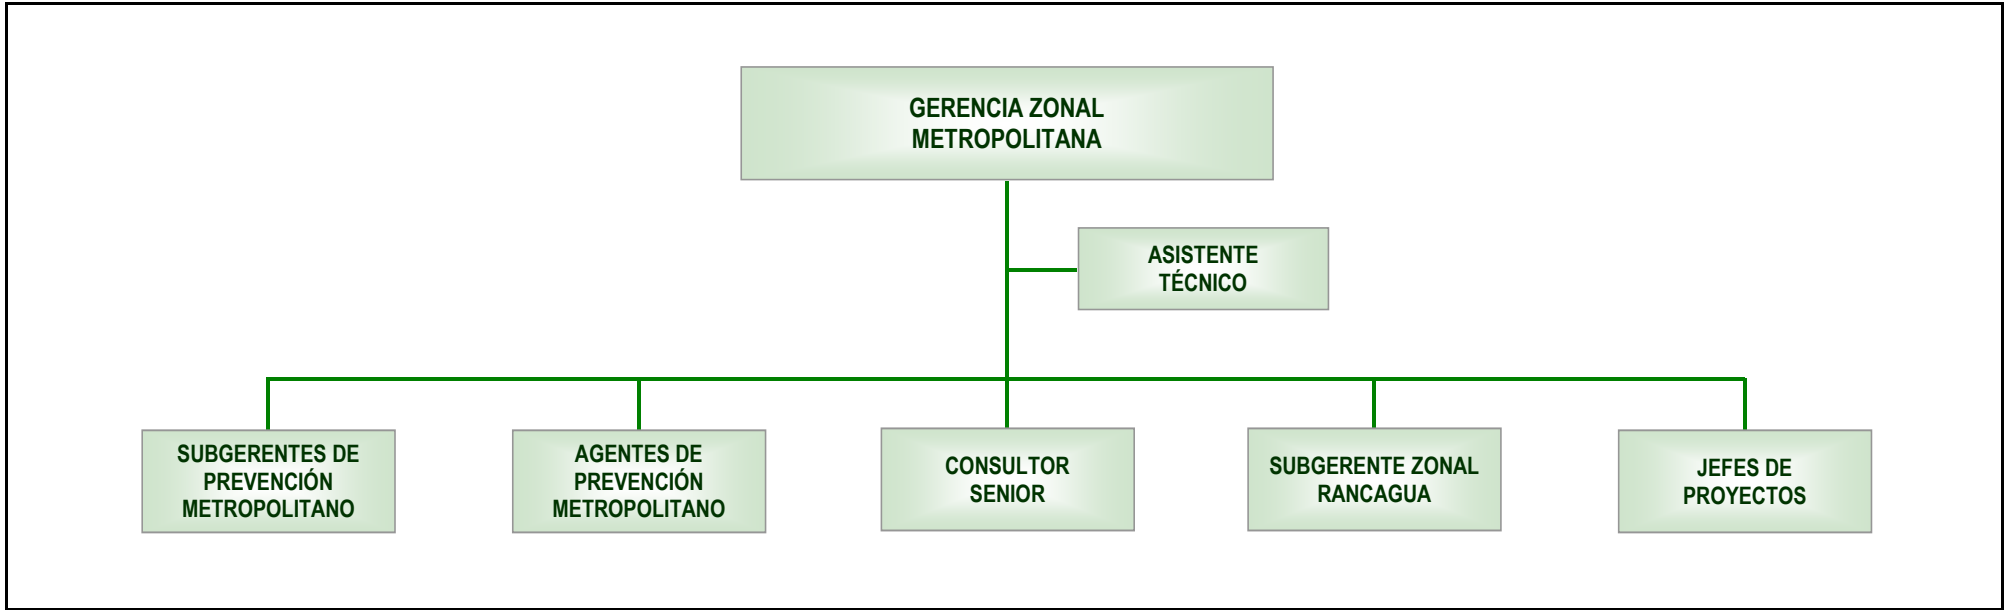 GERENCIA ZONAL
METROPOLITANA
ASISTENTE
TÉCNICO
SUBGERENTES DE
PREVENCIÓN
METROPOLITANO
AGENTES DE
PREVENCIÓN
METROPOLITANO
CONSULTOR
SENIOR
SUBGERENTE ZONAL
RANCAGUA
JEFES DE
PROYECTOS